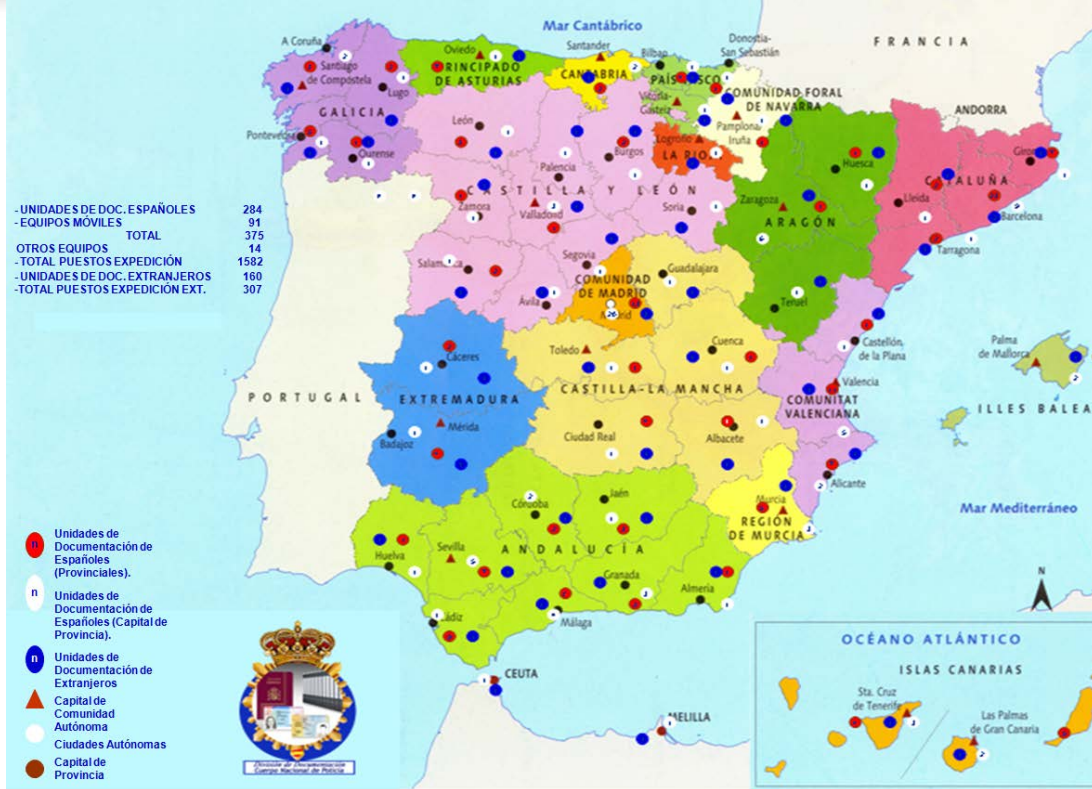 Mar Cantábrico
FRANCIA
A Coruña
Santiago de Compostela
Lugo
GALICIA
Pontevedra
Ourense
Oviedo
PRINCIPADO DE ASTURIAS
Santander
CANTABRIA
Bilbao
Donostia-
San Sebastián
PAÍS VASCO
Vitoria-
Gasteiz
COMUNIDAD FORAL
DE NAVARRA
Pamplona
Iruña
ANDORRA
León
Burgos
Logroño
LA RIOJA
Palencia
CASTILLA Y LEÓN
Zamora
Valladolid
Soria
Huesca
Zaragoza
ARAGÓN
Teruel
Girona
CATALUÑA
Lleida
Barcelona
Tarragona
- UNIDADES DE DOC. ESPAÑOLES 284
- EQUIPOS MÓVILES 91
TOTAL 375
OTROS EQUIPOS 14
- TOTAL PUESTOS EXPEDICIÓN 1582
- UNIDADES DE DOC. EXTRANJEROS 160
-TOTAL PUESTOS EXPEDICIÓN EXT. 307
Salamanca
Segovia
Ávila
COMUNIDAD
DE MADRID
Madrid
26
Guadalajara
Toledo
Cuenca
CASTILLA-LA MANCHA
Ciudad Real
Albacete
Castellón
de la Plana
Valencia
COMUNITAT
VALENCIANA
Alicante
Palma
de Mallorca
ILLES BALEA
PORTUGAL
Cáceres
EXTREMADURA
Mérida
Badajoz
Murcia
REGIÓN
DE MURCIA
Mar Mediterráneo
Córdoba
Jaén
Sevilla
ANDALUCÍA
Huelva
Granada
Almería
Cádiz
Málaga
CEUTA
MELILLA
N
OCÉANO ATLÁNTICO
ISLAS CANARIAS
Sta. Cruz
de Tenerife
Las Palmas
de Gran Canaria
n
Unidades de
Documentación de
Españoles
(Provinciales).
n
Unidades de
Documentación de
Españoles (Capital de
Provincia).
n
Unidades de
Documentación de
Extranjeros
Capital de
Comunidad
Autónoma
Ciudades Autónomas
Capital de
Provincia
División de Documentación
Cuerpo Nacional de Policía